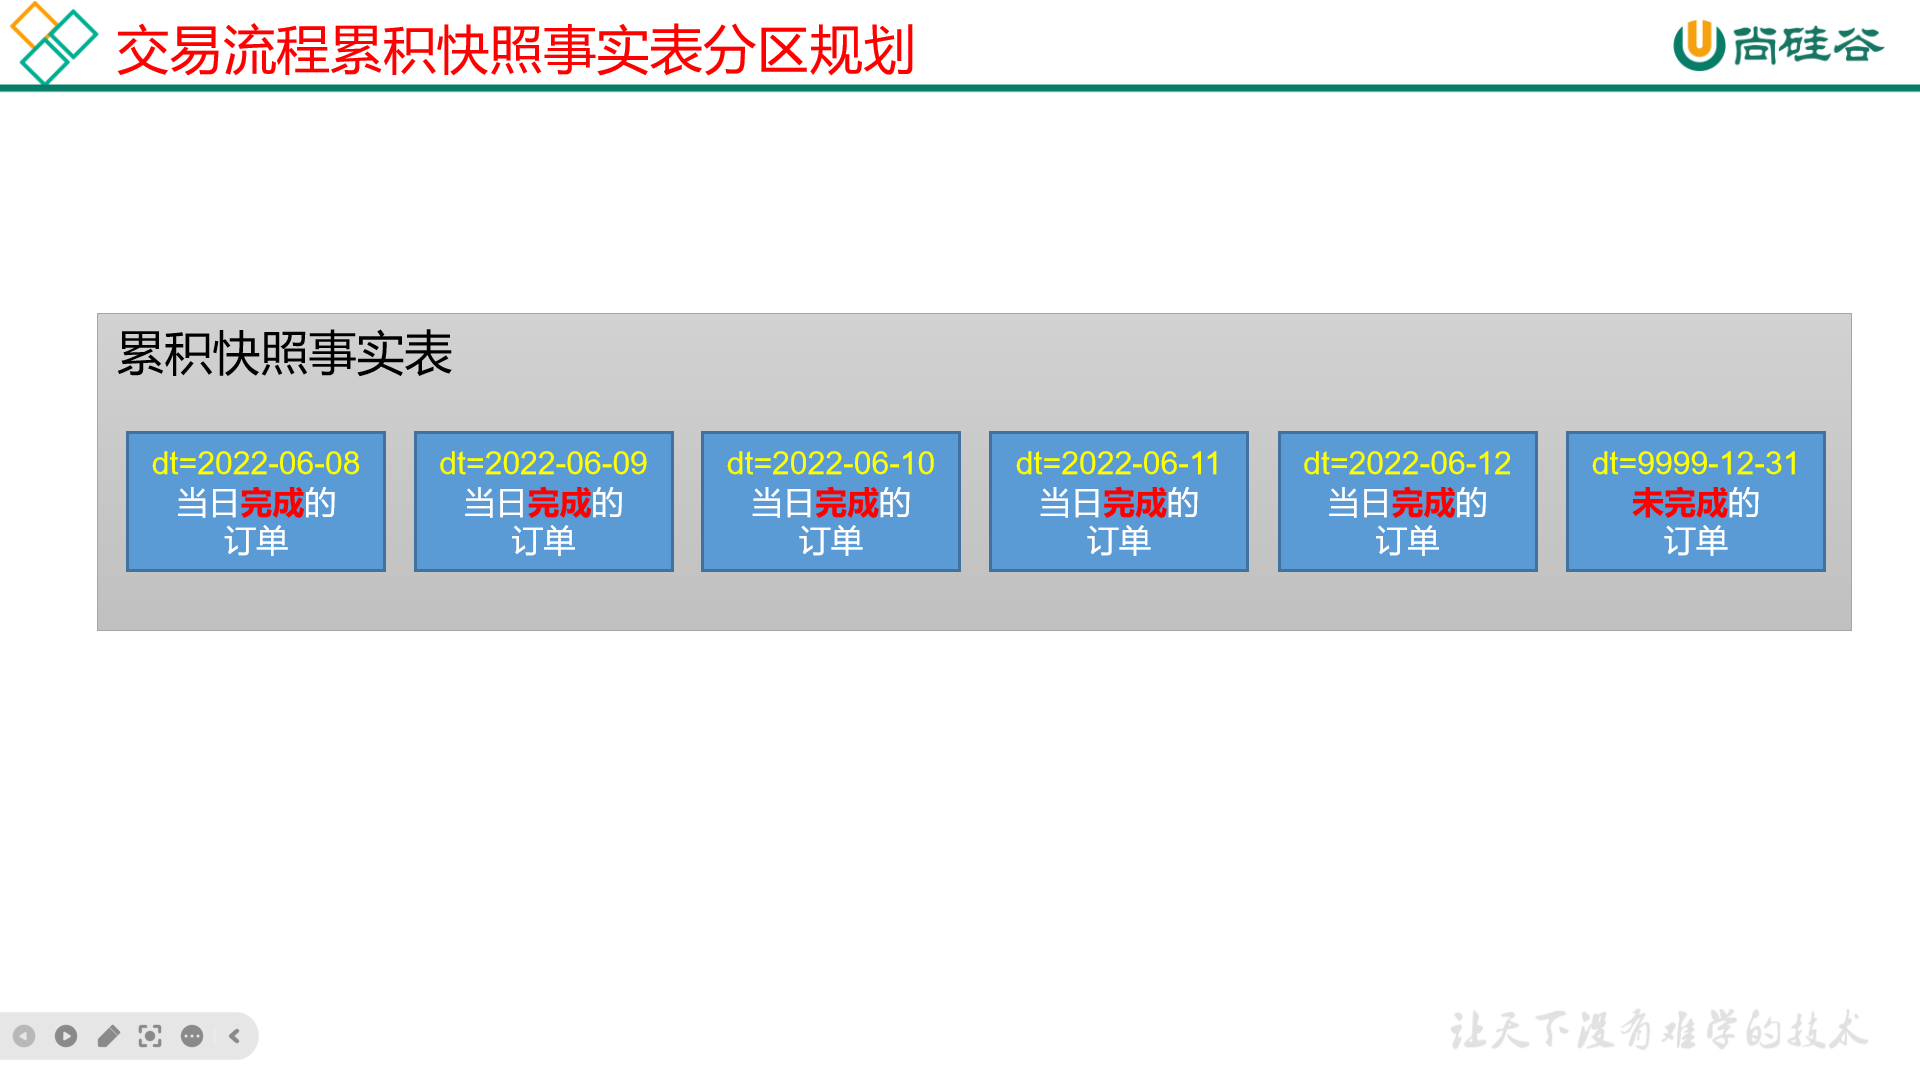 交易流程累积快照事实表分区规划
尚硅谷
累积快照事实表
dt=2022-06-08
当日完成的
订单
dt=2022-06-09
当日完成的
订单
dt=2022-06-10
当日完成的
订单
dt=2022-06-11
当日完成的
订单
dt=2022-06-12
当日完成的
订单
dt=9999-12-31
未完成的
订单
让天下没有难学的技术